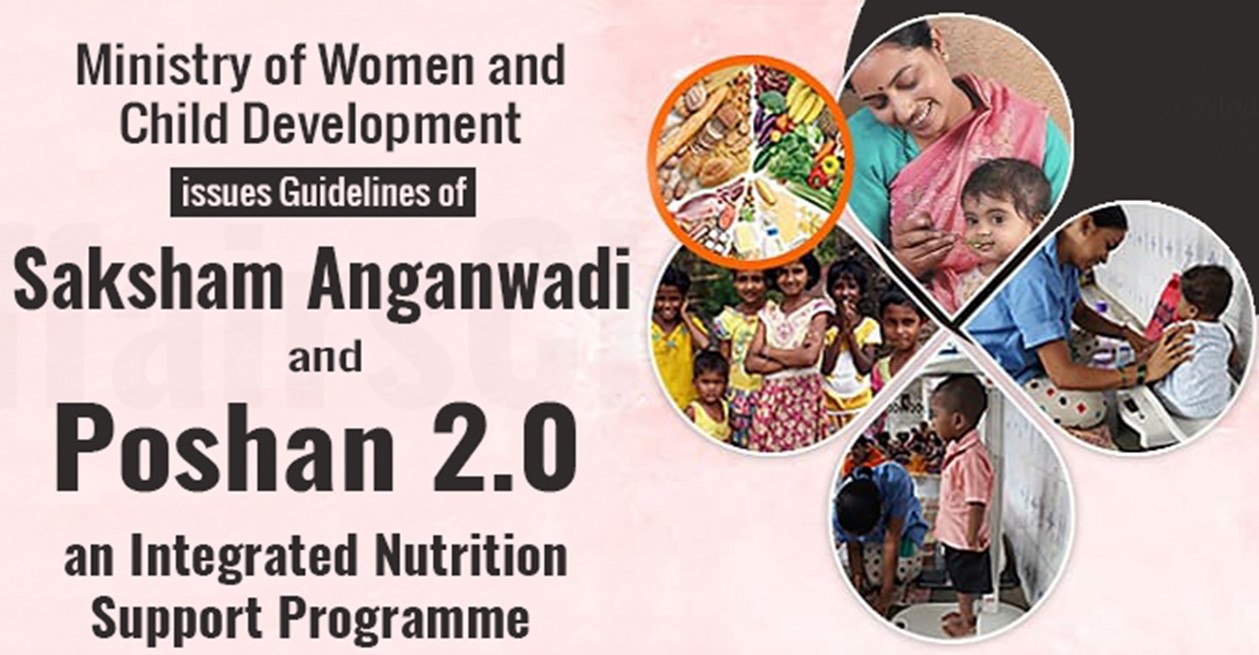 Ministry of Women and
Child Development
issues Guidelines of
Saksham Anganwadi
and
Poshan 2.0
an Integrated Nutrition
Support Programme